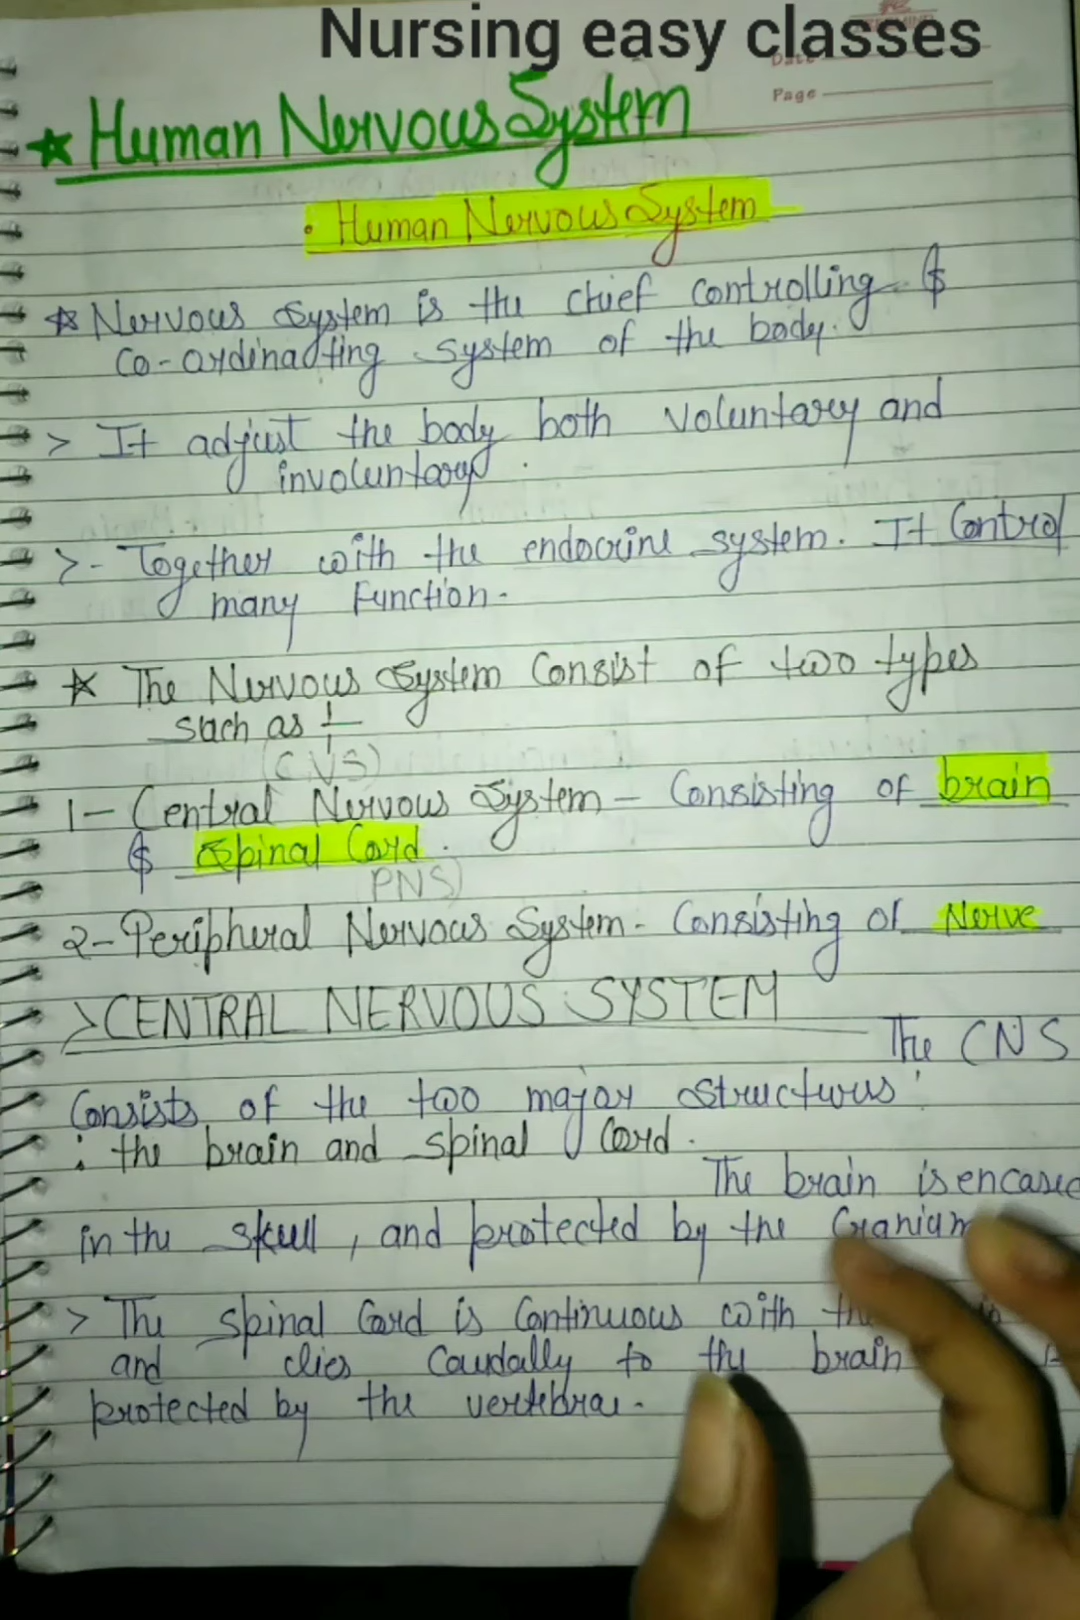 Nursing easy classes
Date
Page
Human Nervous System
• Human Nervous System
Nervous System is the chief controlling &
co-ordinadting system of the body.
> It adjust the body both voluntary and
involuntary.
>- Together with the endocrine system. It Control
many Function-
The Nervous System Consist of two types
such as :-
(CNS)
1- Central Nervous System - Consisting of brain
& Spinal Cord.
PNS)
2- Peripheral Nervous System- Consisting of Nerve
>CENTRAL NERVOUS SYSTEM
The CNS
Consists of the two major structures:
: the brain and spinal Cord.
The brain is encased
in the skull, and protected by the Cranium
> The spinal Cord is Continuous with
and lies Caudally to the brain
protected by the vertebrae.